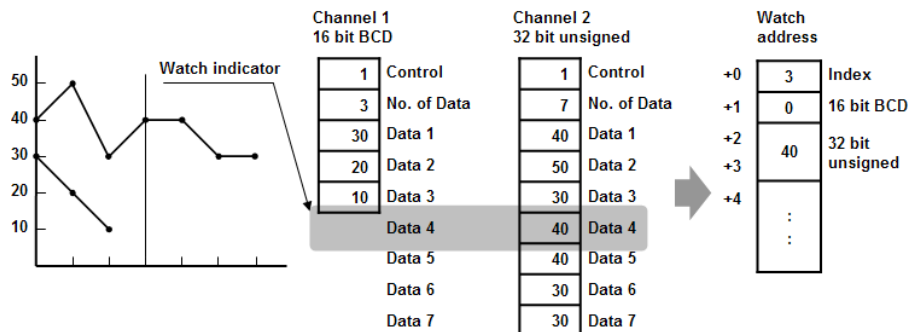 Channel 1
16 bit BCD
Channel 2
32 bit unsigned
Watch
address
Watch indicator
50
40
30
20
10
1 Control
3 No. of Data
30 Data 1
20 Data 2
10 Data 3
Data 4
Data 5
Data 6
Data 7
1 Control
7 No. of Data
40 Data 1
50 Data 2
30 Data 3
40 Data 4
40 Data 5
30 Data 6
30 Data 7
+0 3 Index
+1 0 16 bit BCD
+2
+3
40
32 bit
unsigned
+4
:
: